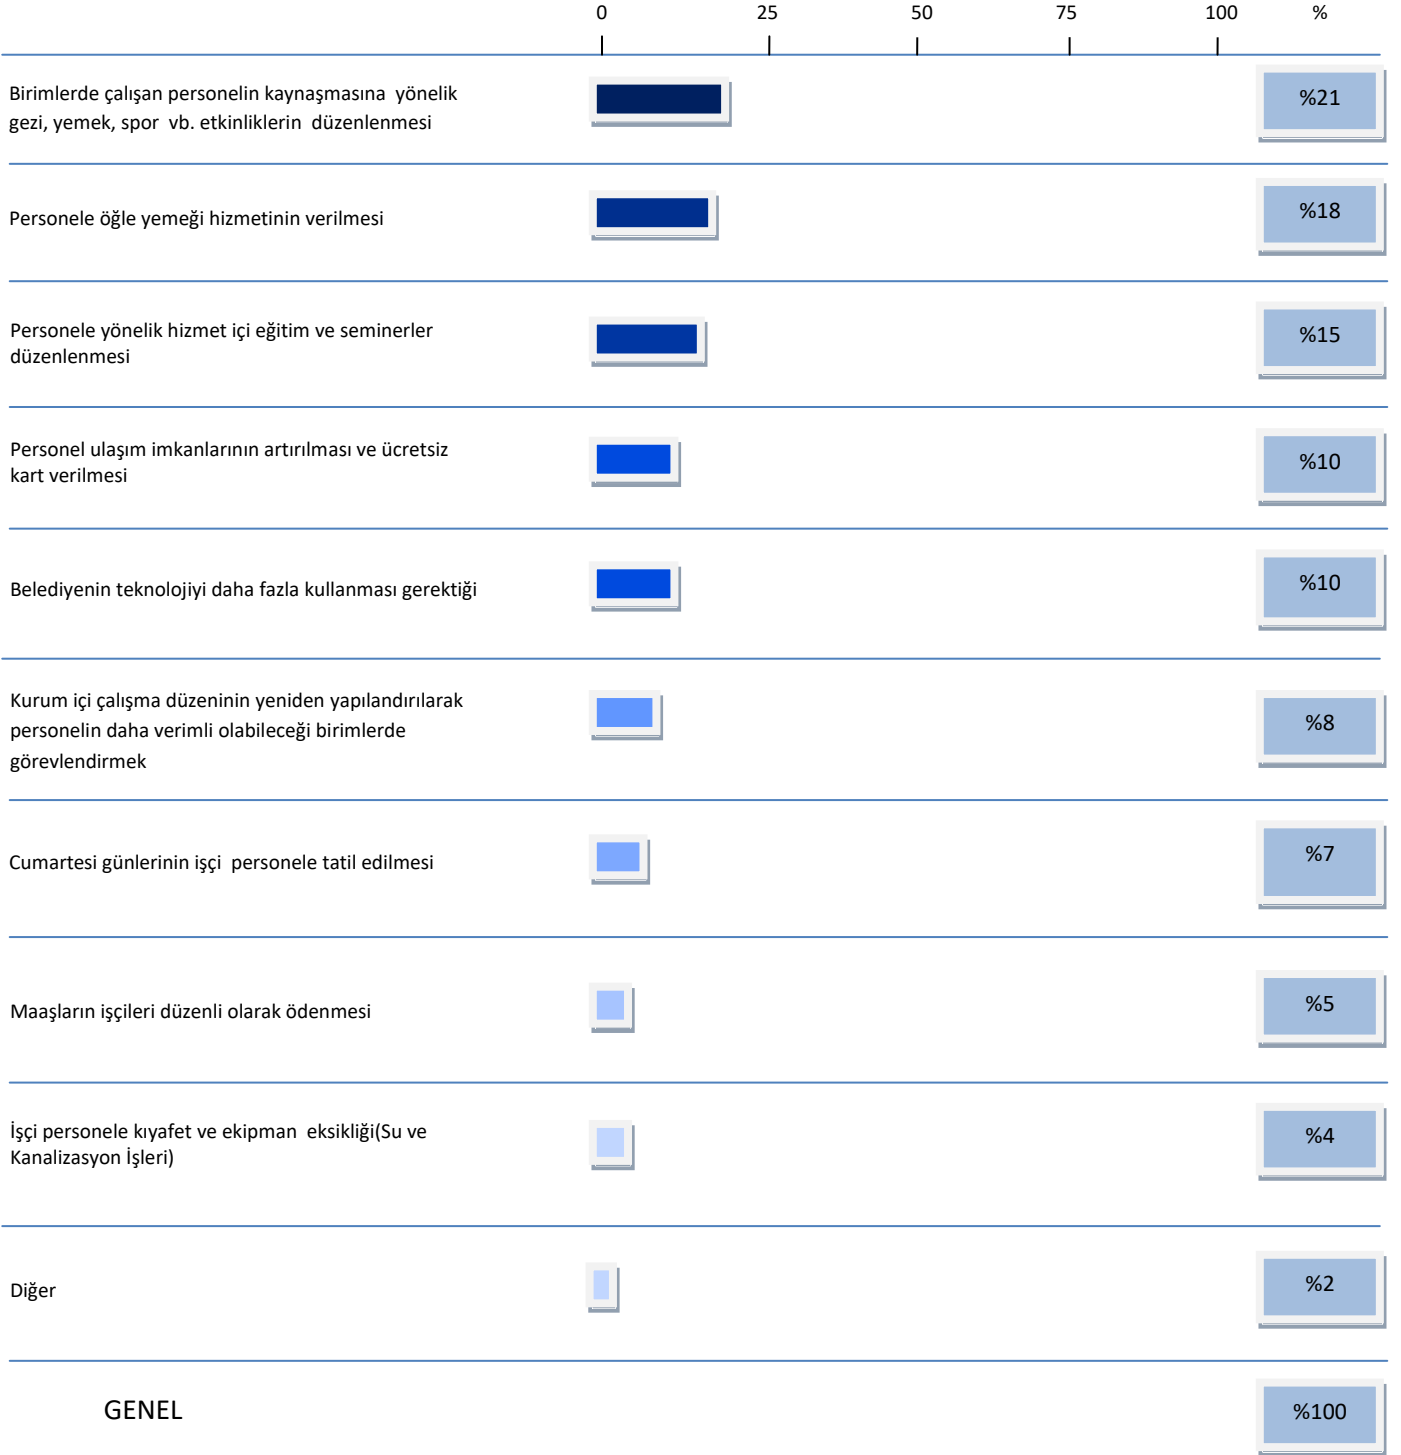 0 25 50 75 100 %
Birimlerde çalışan personelin kaynaşmasına yönelik
gezi, yemek, spor vb. etkinliklerin düzenlenmesi
%21
Personele öğle yemeği hizmetinin verilmesi
%18
Personele yönelik hizmet içi eğitim ve seminerler
düzenlenmesi
%15
Personel ulaşım imkanlarının artırılması ve ücretsiz
kart verilmesi
%10
Belediyenin teknolojiyi daha fazla kullanması gerektiği
%10
Kurum içi çalışma düzeninin yeniden yapılandırılarak
personelin daha verimli olabileceği birimlerde
görevlendirmek
%8
Cumartesi günlerinin işçi personele tatil edilmesi
%7
Maaşların işçileri düzenli olarak ödenmesi
%5
İşçi personele kıyafet ve ekipman eksikliği(Su ve
Kanalizasyon İşleri)
%4
Diğer
%2
GENEL
%100